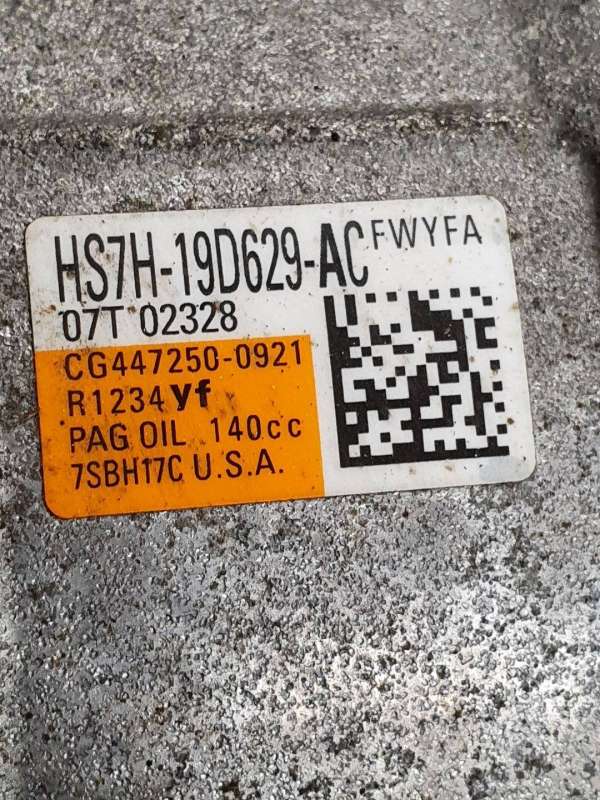 HS7H-19D629-AC FWYFA
07T 02328
CG447250-0921
R1234yf
PAG OIL 140cc
7SBH17C U.S.A.